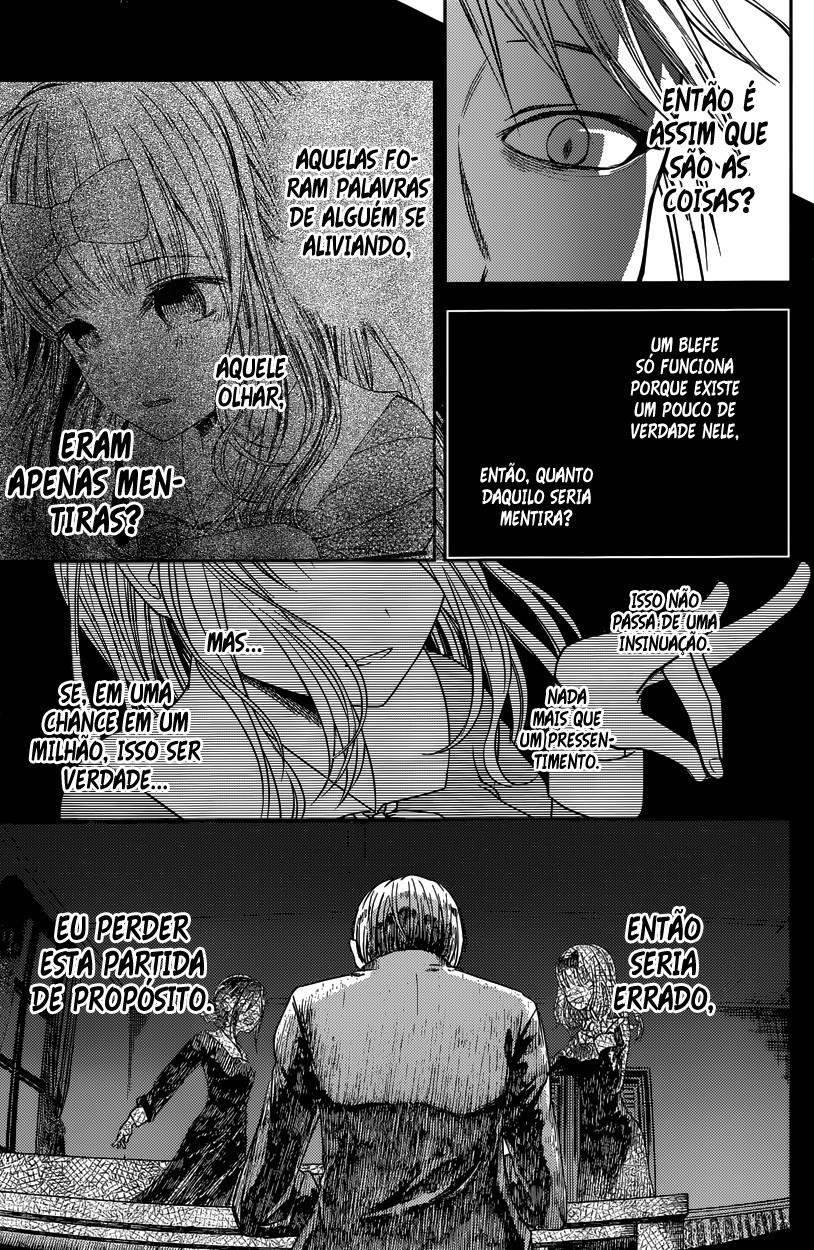 ENTÃO É
ASSIM QUE
SÃO AS
COISAS?
AQUELAS FO-
RAM PALAVRAS
DE ALGUÉM SE
ALIVIANDO,
AQUELE
OLHAR,
ERAM
APENAS MEN-
TIRAS?
UM BLEFE
SÓ FUNCIONA
PORQUE EXISTE
UM POUCO DE
VERDADE NELE,
ENTÃO, QUANTO
DAQUILO SERIA
MENTIRA?
ISSO NÃO
PASSA DE UMA
INSINUAÇÃO.
NADA
MAIS QUE
UM PRESSEN-
TIMENTO.
MAS...
SE, EM UMA
CHANCE EM UM
MILHÃO, ISSO SER
VERDADE...
ENTÃO
SERIA
ERRADO,
EU PERDER
ESTA PARTIDA
DE PROPÓSITO.